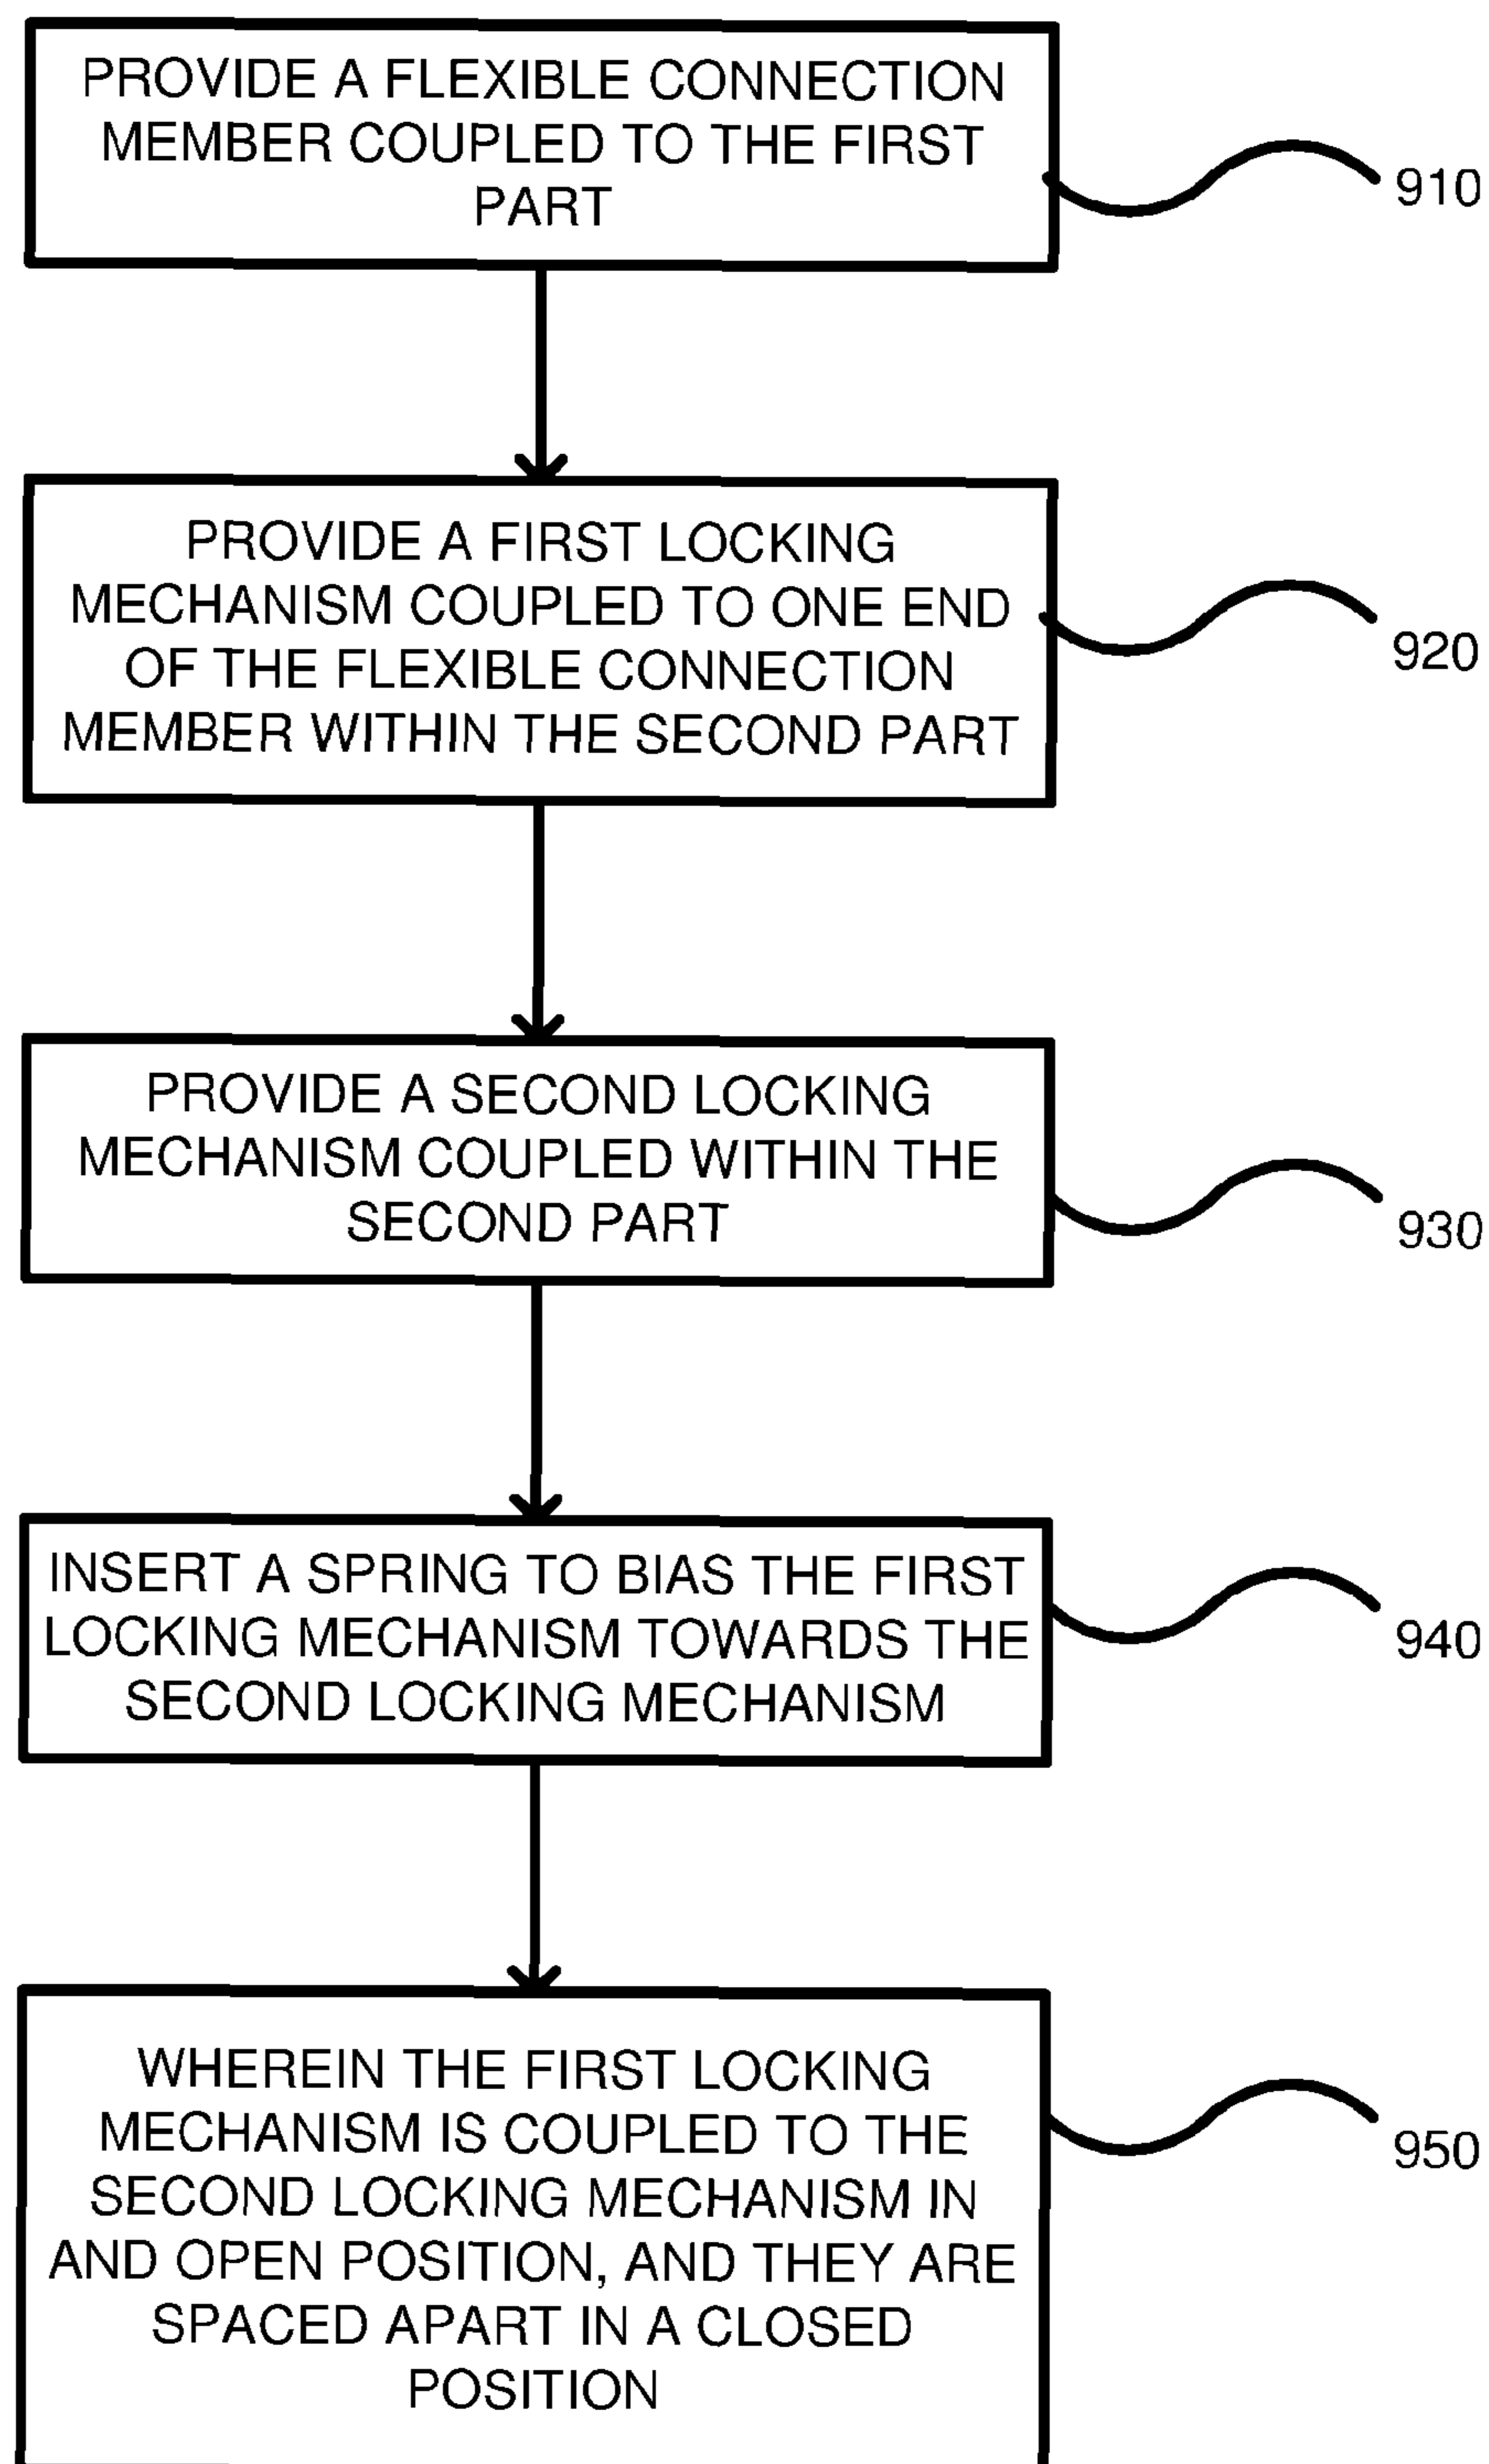 PROVIDE A FLEXIBLE CONNECTION
MEMBER COUPLED TO THE FIRST
PART
910
PROVIDE A FIRST LOCKING
MECHANISM COUPLED TO ONE END
OF THE FLEXIBLE CONNECTION
MEMBER WITHIN THE SECOND PART
920
PROVIDE A SECOND LOCKING
MECHANISM COUPLED WITHIN THE
SECOND PART
930
INSERT A SPRING TO BIAS THE FIRST
LOCKING MECHANISM TOWARDS THE
SECOND LOCKING MECHANISM
940
WHEREIN THE FIRST LOCKING
MECHANISM IS COUPLED TO THE
SECOND LOCKING MECHANISM IN
AND OPEN POSITION, AND THEY ARE
SPACED APART IN A CLOSED
POSITION
950